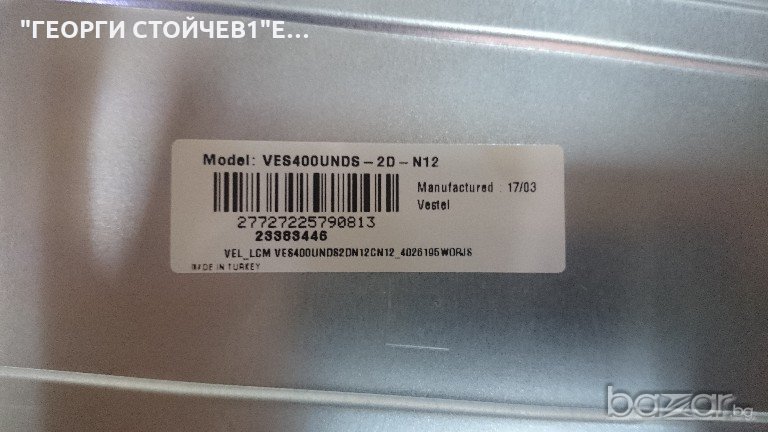 "ГЕОРГИ СТОЙЧЕВ1"Е...
Model: VES400UNDS-2D-N12
Manufactured : 17/03
Vestel
27727225790813
23363446
VEL_LCM VES400UNDS2DN12CN12_4026195WORJS
MADE IN TURKEY
bazar.bg